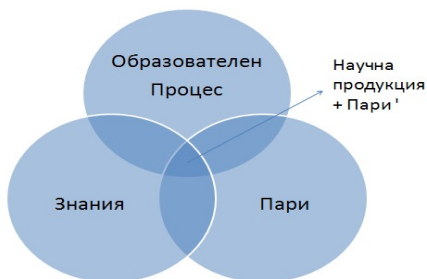 Образователен
Процес
Научна
продукция
+ Пари'
Знания
Пари